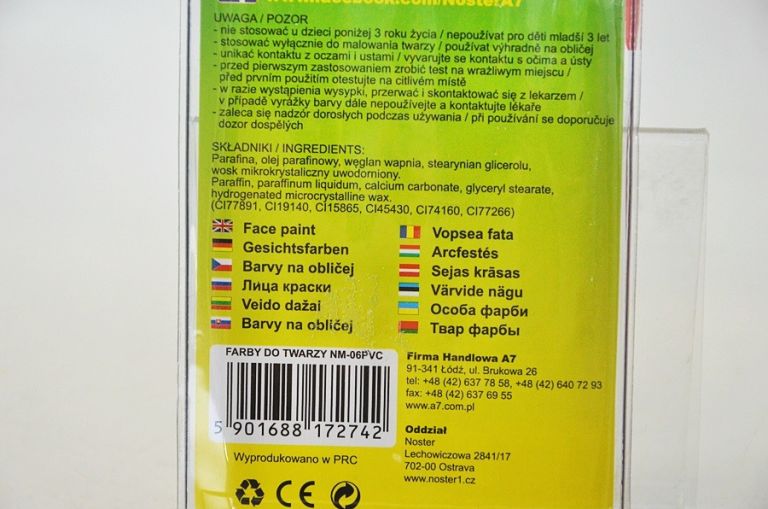 www.facebook.com/NosterA7
UWAGA / POZOR
- nie stosować u dzieci poniżej 3 roku życia / nepoužívat pro děti mladší 3 let
- stosować wyłącznie do malowania twarzy / používat výhradně na obličej
- unikać kontaktu z oczami i ustami / vyvarujte se kontaktu s očima a ústy
- przed pierwszym zastosowaniem zrobić test na wrażliwym miejscu /
před prvním použitím otestujte na citlivém místě
- w razie wystąpienia wysypki, przerwać i skontaktować się z lekarzem /
v případě vyrážky barvy dále nepoužívejte a kontaktujte lékaře
- zaleca się nadzór dorosłych podczas używania / při používání se doporučuje
dozor dospělých
SKŁADNIKI / INGREDIENTS:
Parafina, olej parafinowy, węglan wapnia, stearynian glicerolu,
wosk mikrokrystaliczny uwodorniony.
Paraffin, paraffinum liquidum, calcium carbonate, glyceryl stearate,
hydrogenated microcrystalline wax.
(CI77891, CI19140, CI15865, CI45430, CI74160, CI77266)
Face paint
Gesichtsfarben
Barvy na obličej
Лица краски
Veido dažai
Barvy na obličej
Vopsea fata
Arcfestés
Sejas krāsas
Värvide nägu
Особа фарби
Твар фарбы
FARBY DO TWARZY NM-06PVC
5 901688 172742
Wyprodukowano w PRC
CE
Firma Handlowa A7
91-341 Łódź, ul. Brukowa 26
tel: +48 (42) 637 78 58, +48 (42) 640 72 93
fax: +48 (42) 637 69 55
www.a7.com.pl
Oddział
Noster
Lechowiczowa 2841/17
702-00 Ostrava
www.noster1.cz